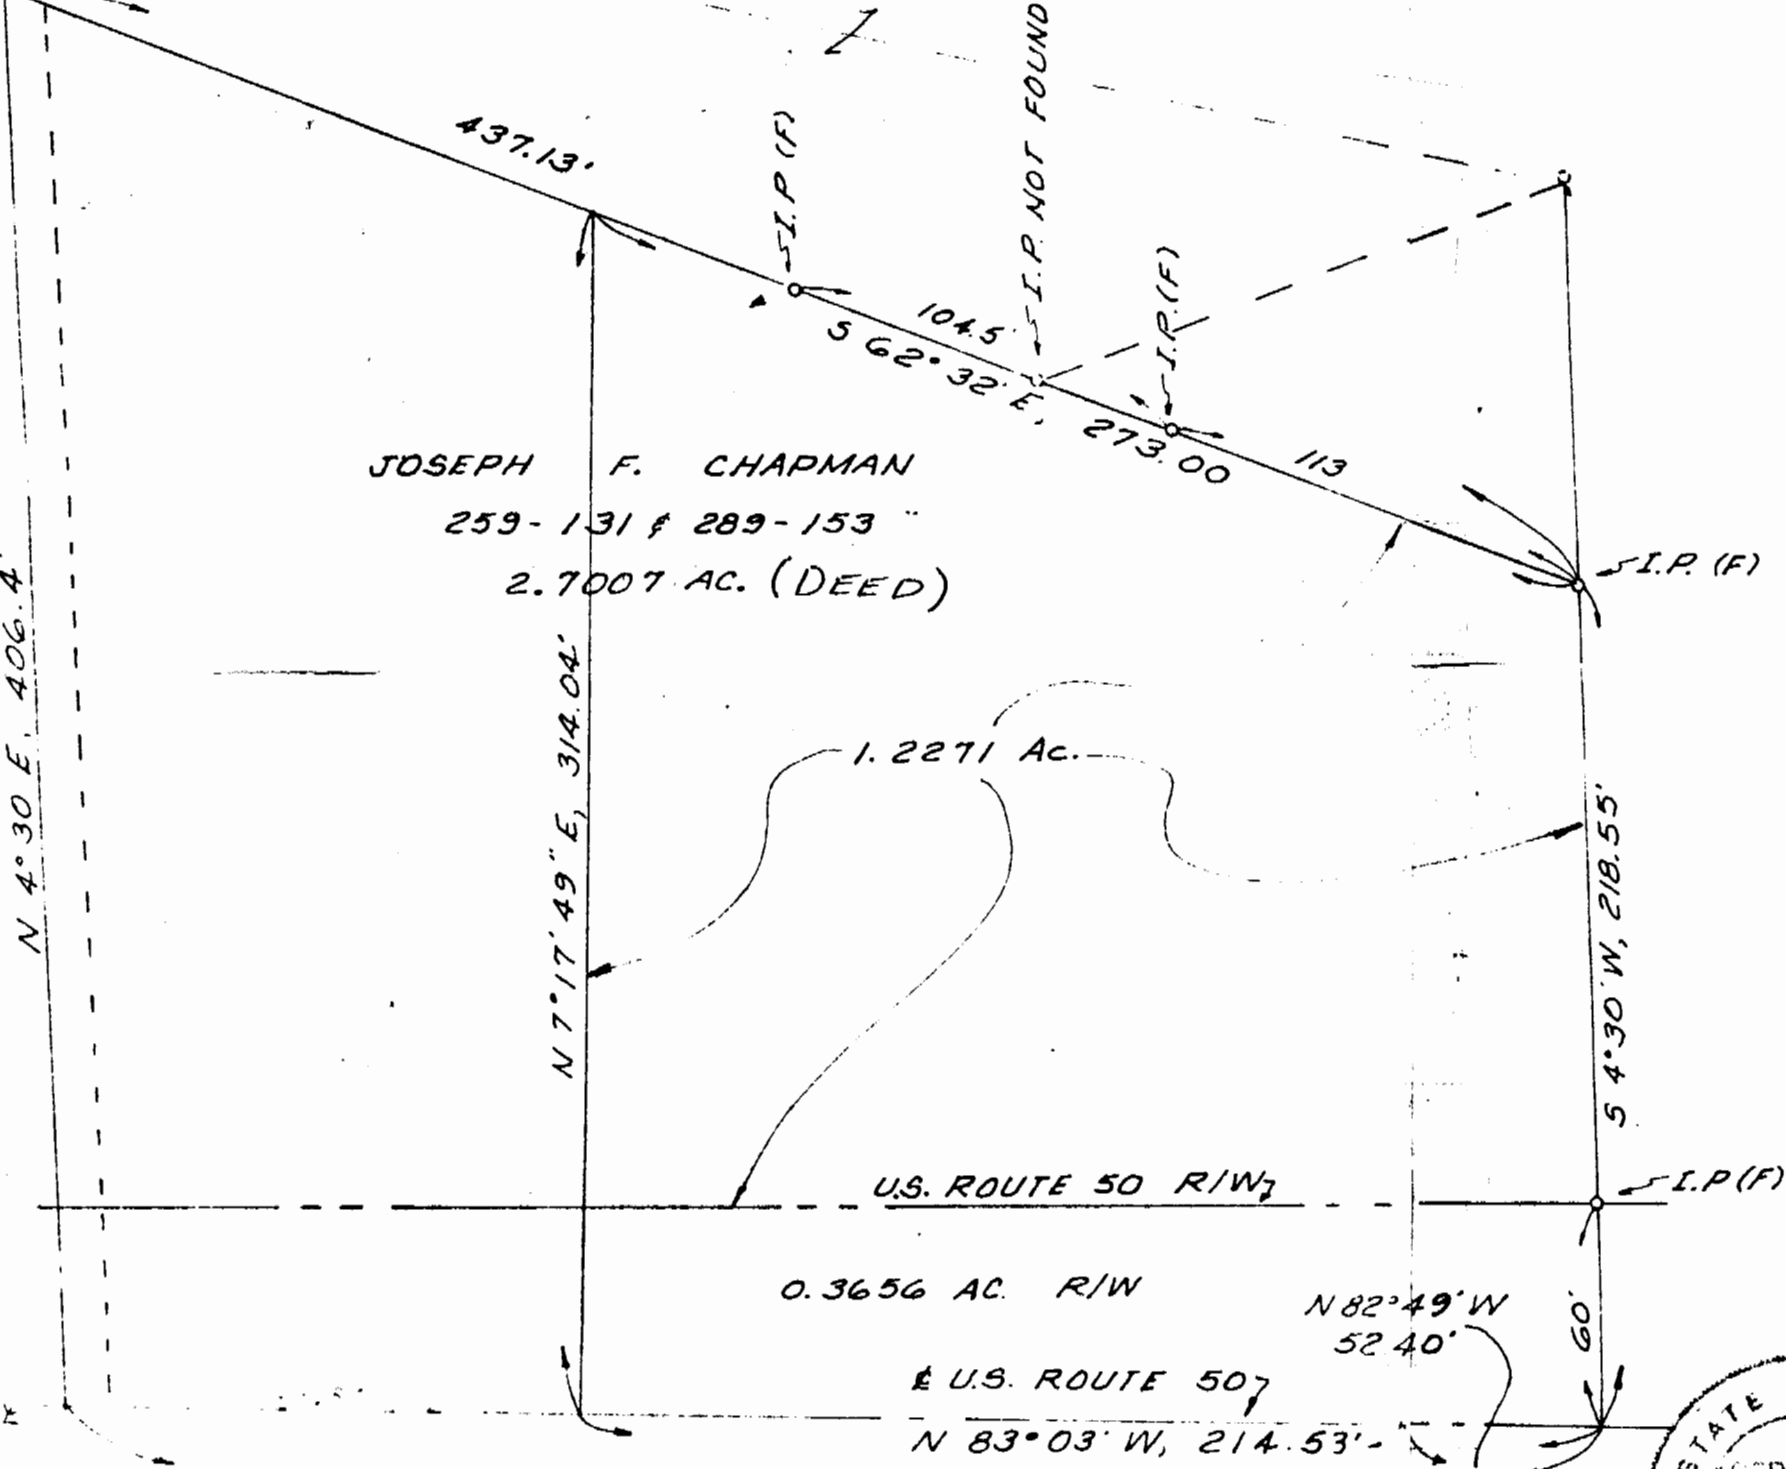 437.13'
I.P (F)
I.P. NOT FOUND
104.5'
I.P. (F)
S 62° 32' E, 273.00
113
JOSEPH F. CHAPMAN
259-131 & 289-153
2.7007 AC. (DEED)
I.P. (F)
N 4°30 E, 406.4'
N 7°17'49" E, 314.04'
1.2271 Ac.
S 4°30' W, 218.55'
U.S. ROUTE 50 R/W
I.P (F)
0.3656 AC. R/W
N 82°49' W
52.40'
60'
℄ U.S. ROUTE 50
N 83°03' W, 214.53'
STATE